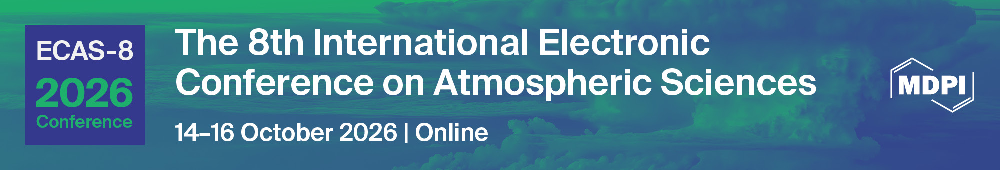 ECAS-8
2026
Conference
The 8th International Electronic
Conference on Atmospheric Sciences
14–16 October 2026 | Online
MDPI